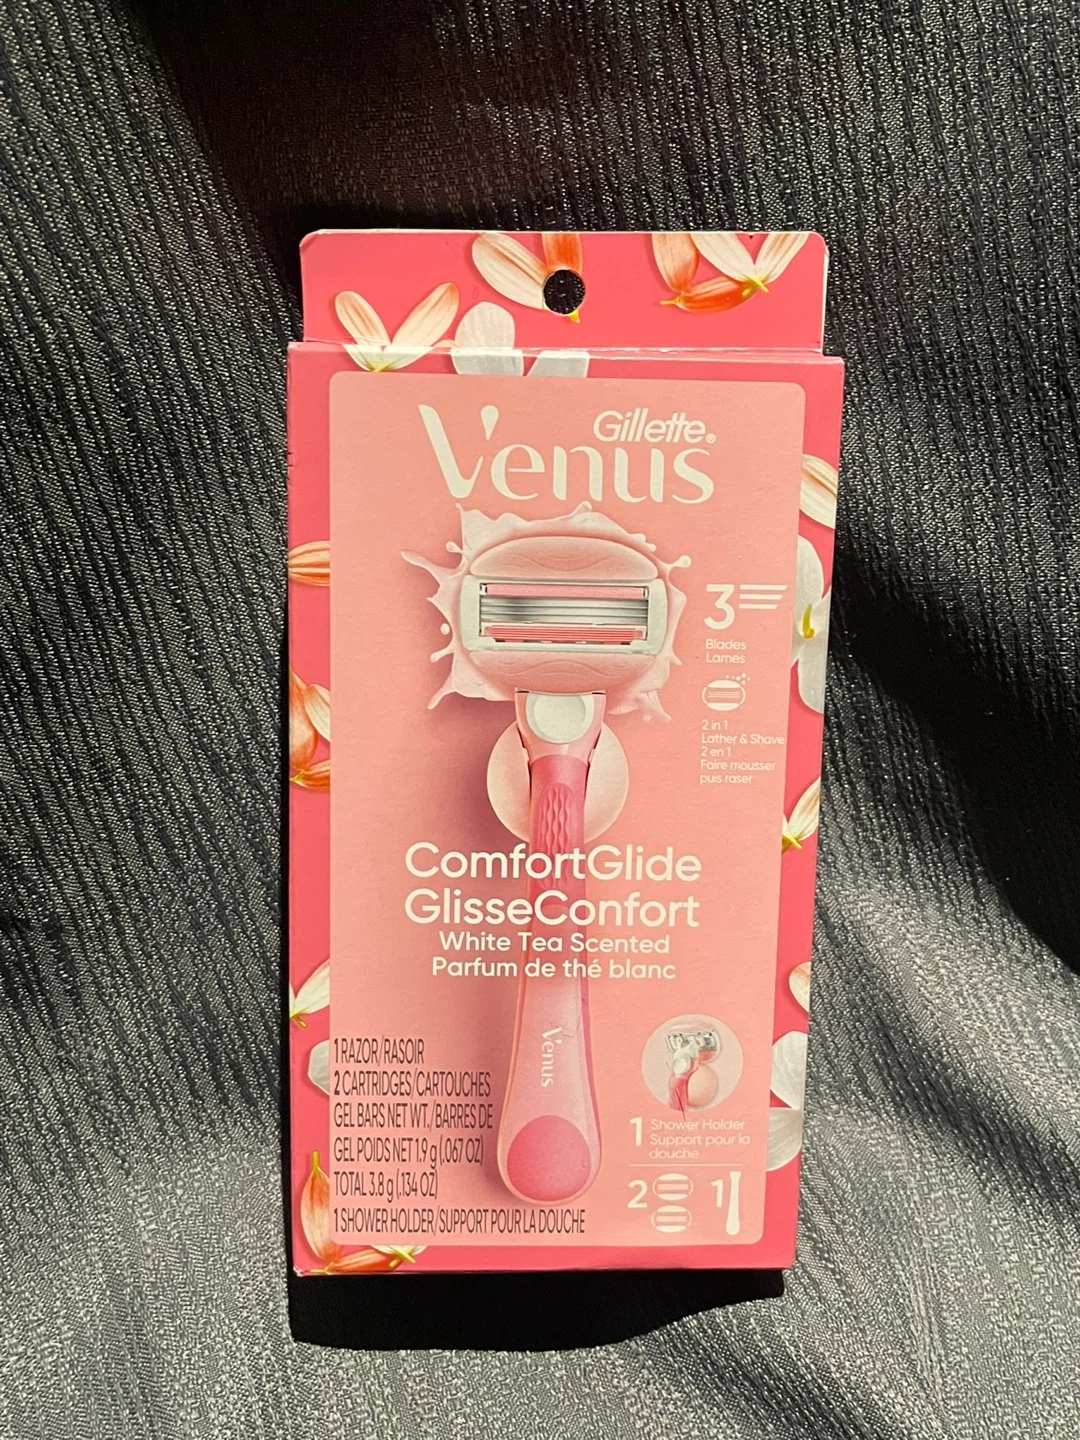 Gillette®
Venus
3
Blades
Lames
2 in 1
Lather & Shave
2 en 1
Faire mousser
puis raser
ComfortGlide
GlisseConfort
White Tea Scented
Parfum de thé blanc
Venus
1 RAZOR/RASOIR
2 CARTRIDGES/CARTOUCHES
GEL BARS NET WT./BARRES DE
GEL POIDS NET 1.9 g (.067 OZ)
TOTAL 3.8 g (.134 OZ)
1 SHOWER HOLDER/SUPPORT POUR LA DOUCHE
1 Shower Holder
Support pour la
douche
2 1